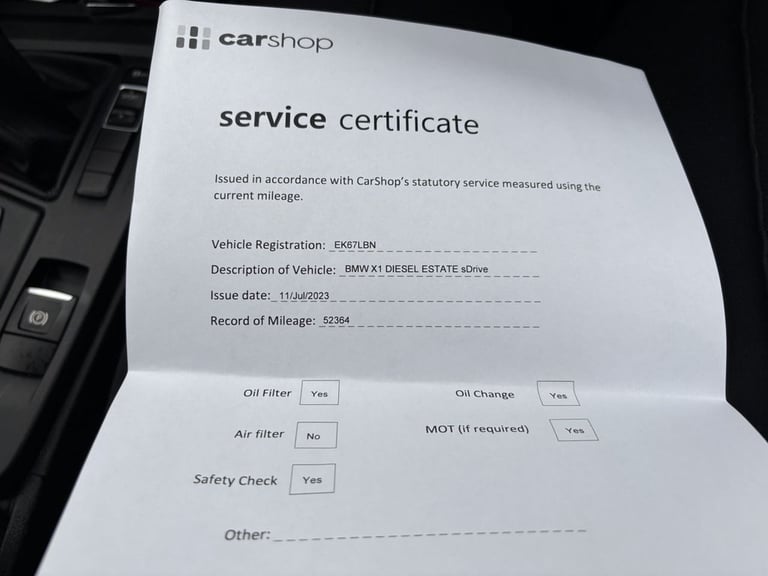 carshop
service certificate
Issued in accordance with CarShop's statutory service measured using the
current mileage.
Vehicle Registration: EK67LBN
Description of Vehicle: BMW X1 DIESEL ESTATE sDrive
Issue date: 11/Jul/2023
Record of Mileage: 52364
Oil Filter Yes Oil Change Yes
Air filter No MOT (if required) Yes
Safety Check Yes
Other: